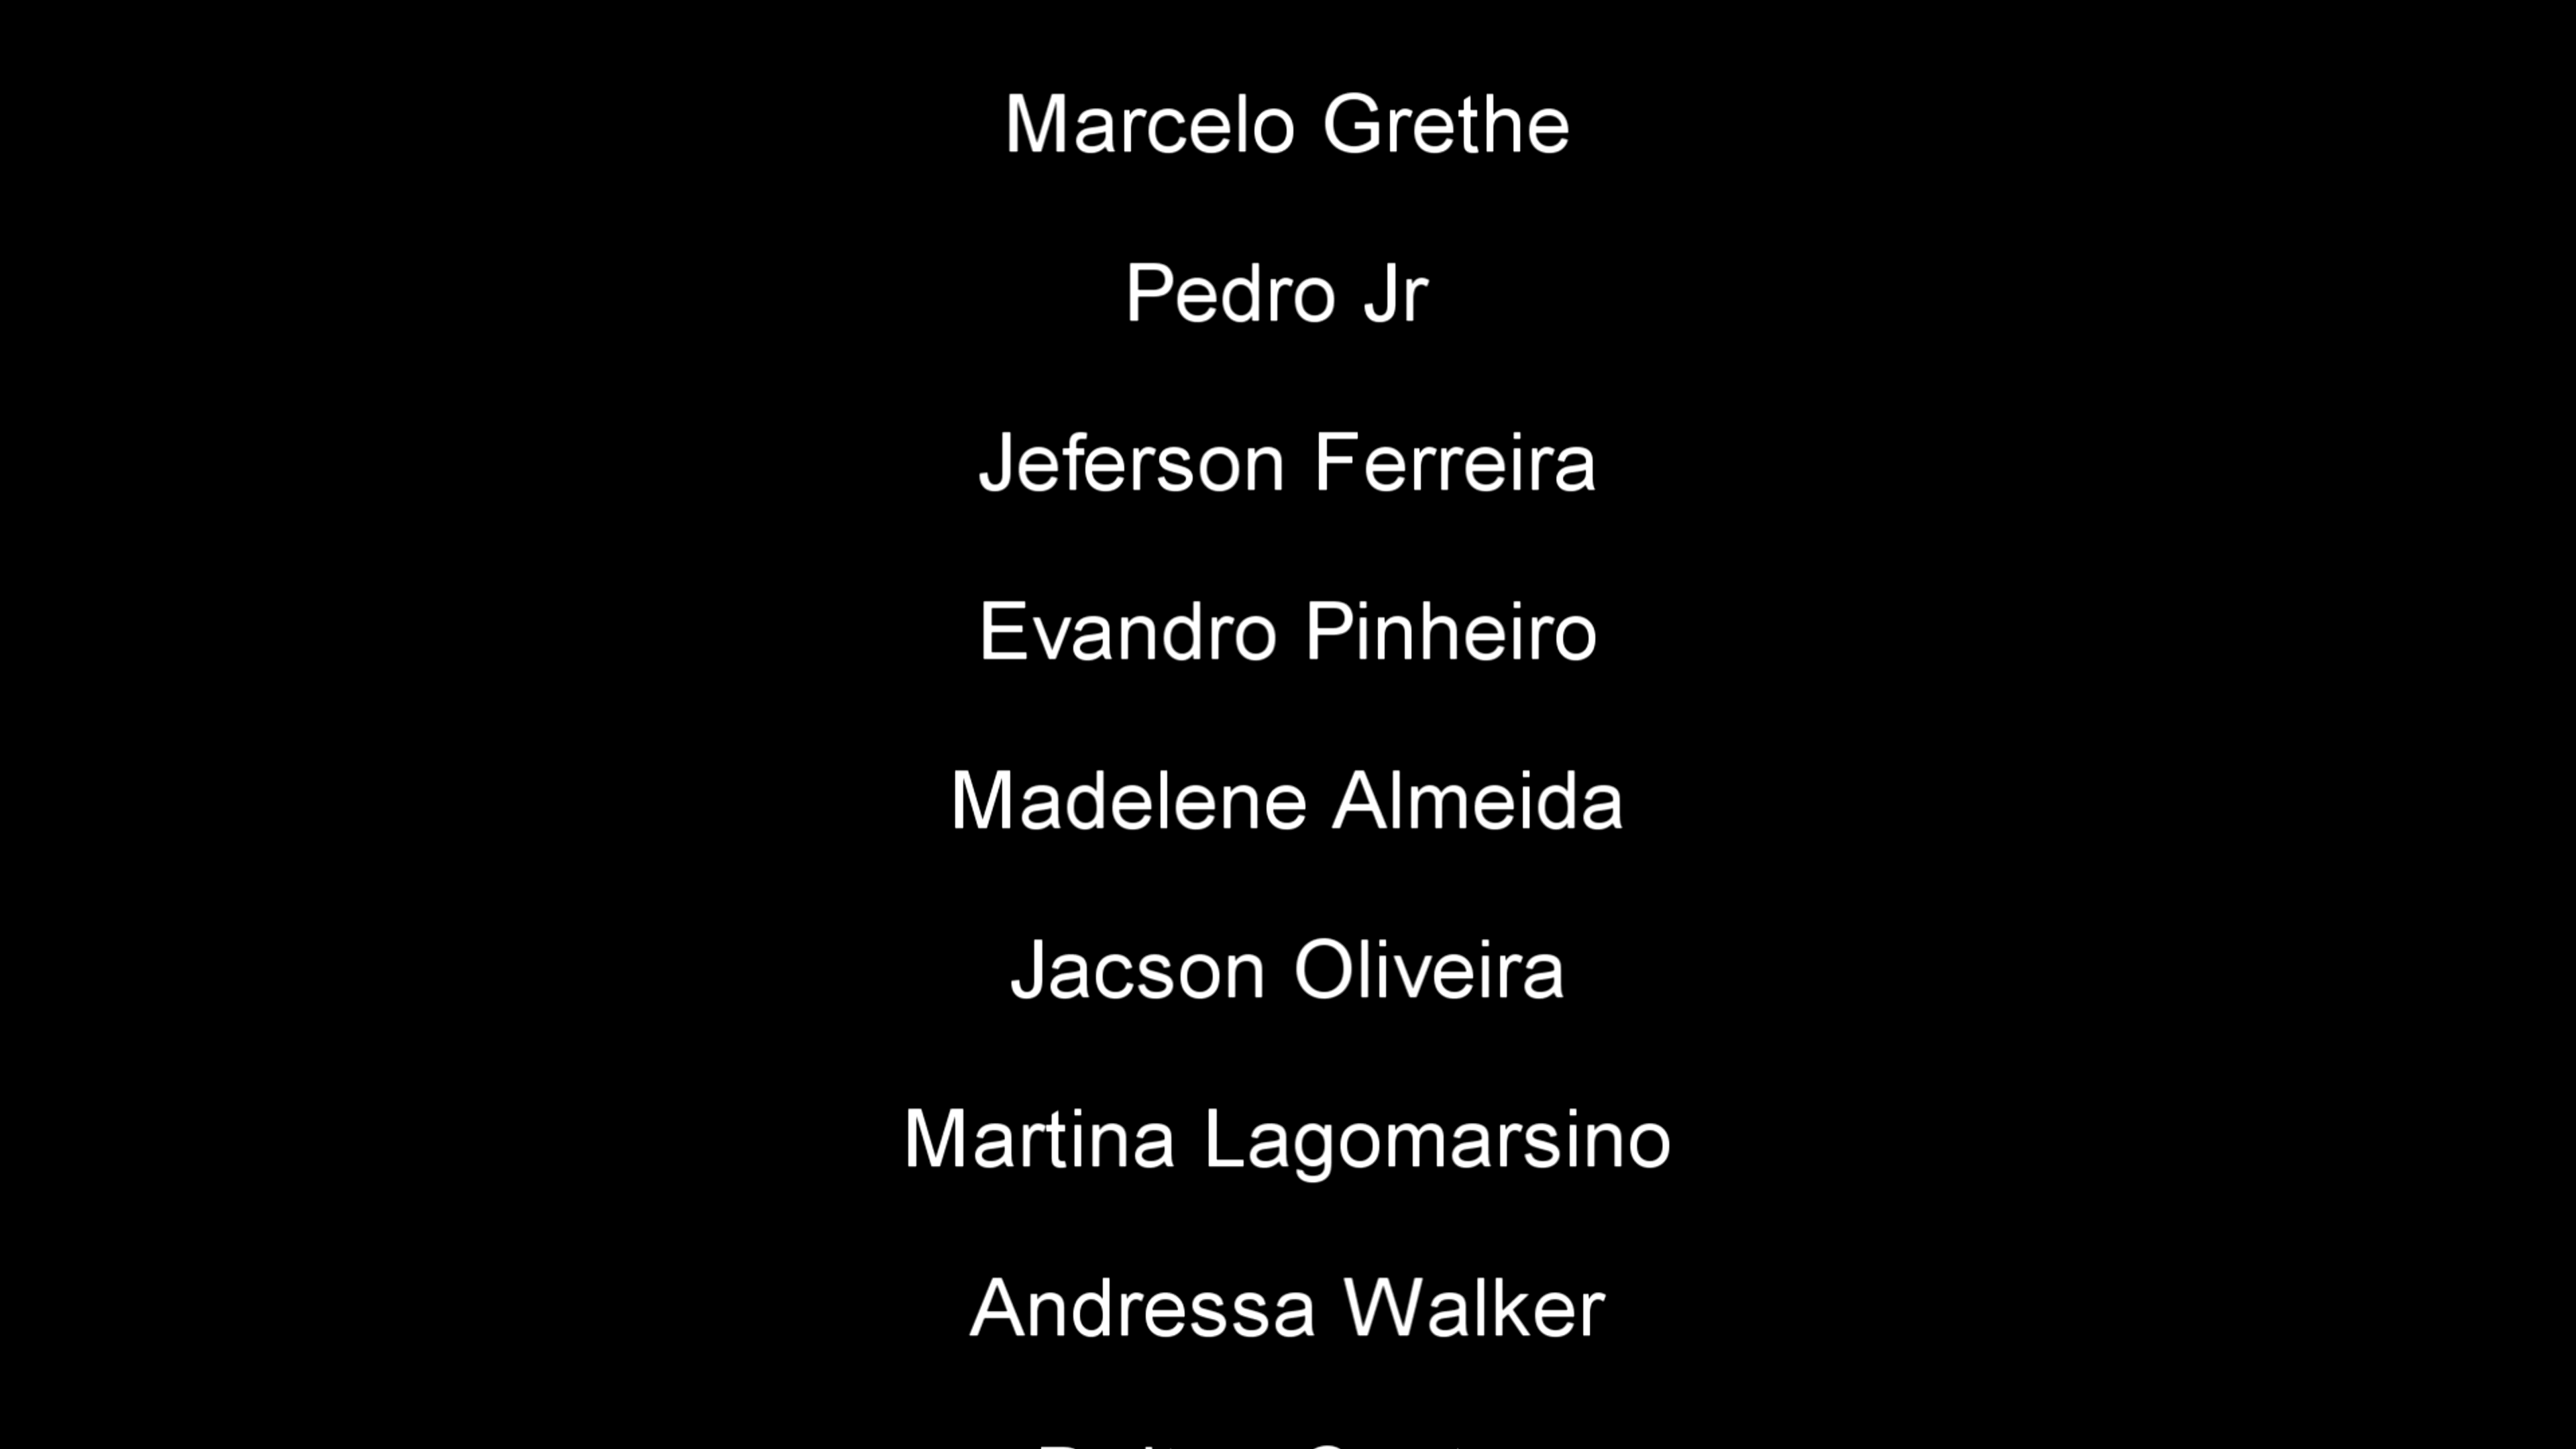 Marcelo Grethe
Pedro Jr
Jeferson Ferreira
Evandro Pinheiro
Madelene Almeida
Jacson Oliveira
Martina Lagomarsino
Andressa Walker